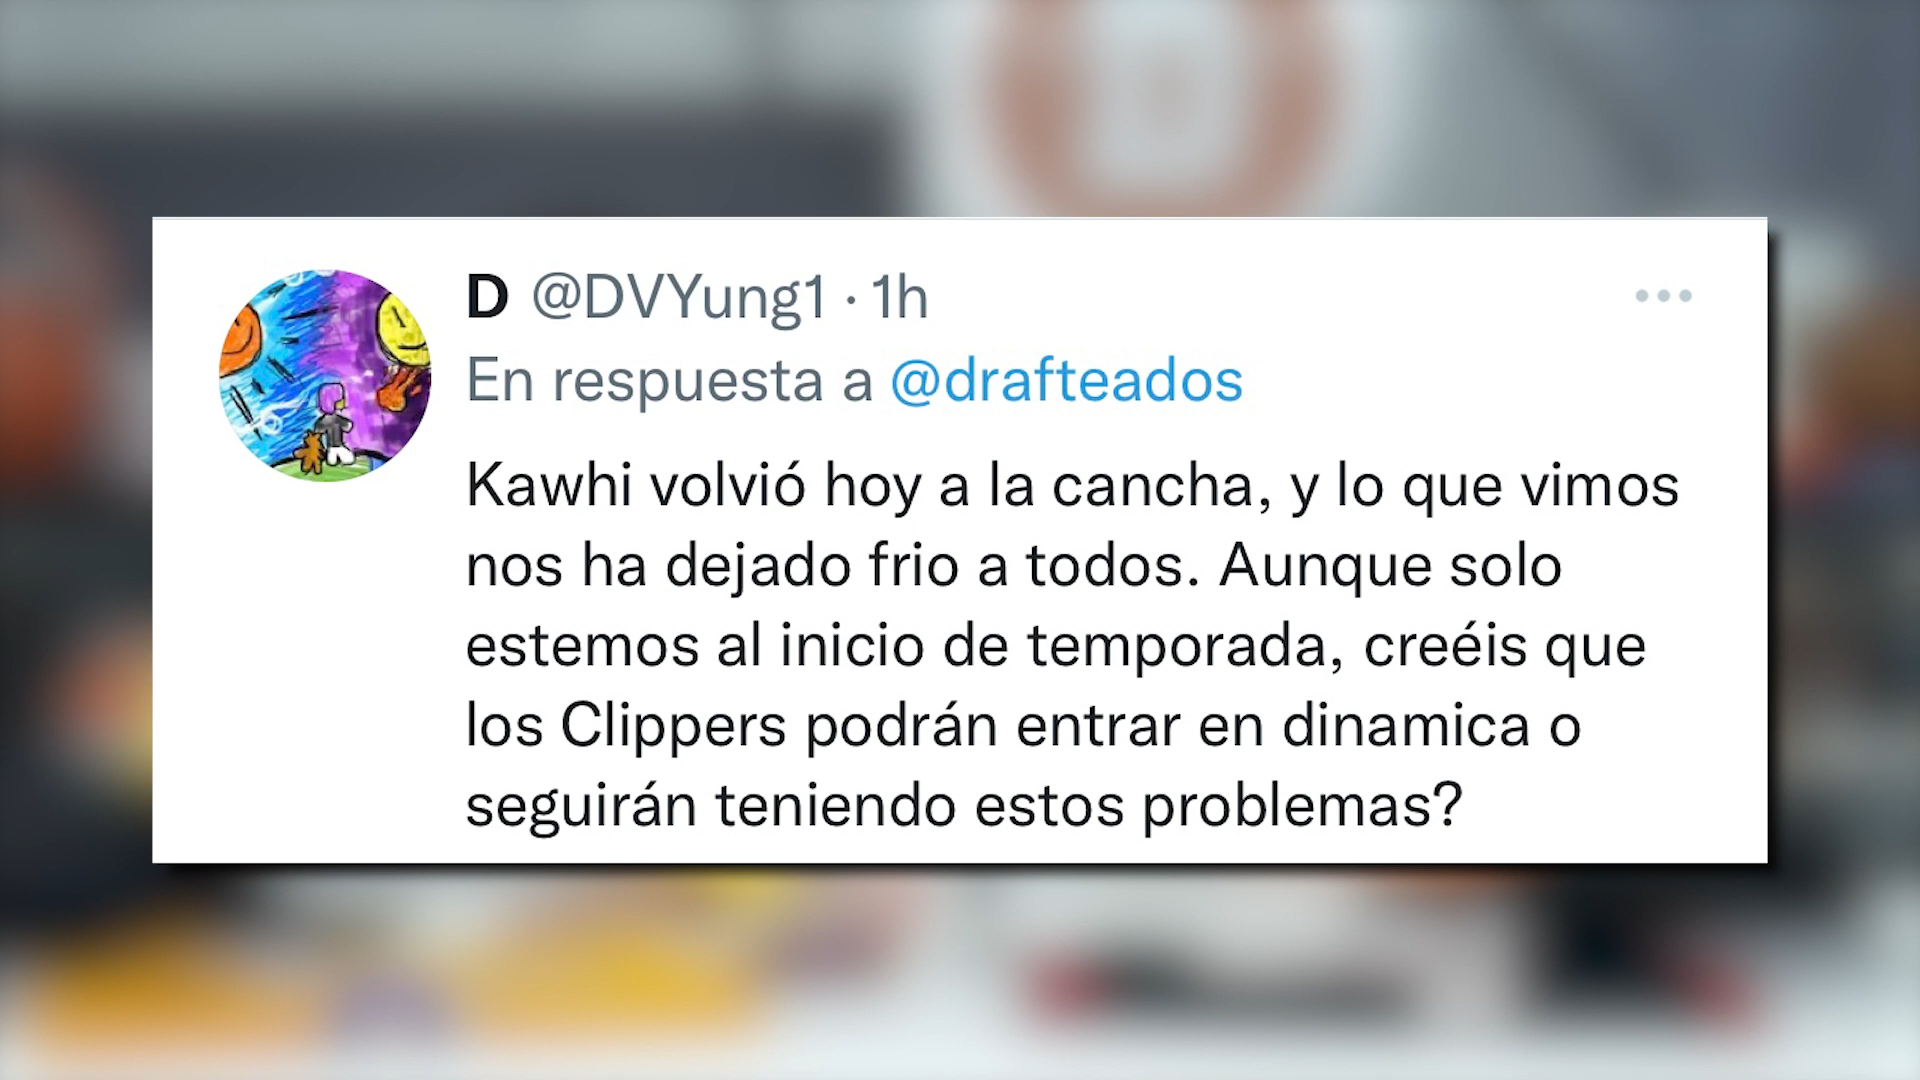 D @DVYung1 · 1h
En respuesta a @drafteados
Kawhi volvió hoy a la cancha, y lo que vimos
nos ha dejado frio a todos. Aunque solo
estemos al inicio de temporada, creéis que
los Clippers podrán entrar en dinamica o
seguirán teniendo estos problemas?